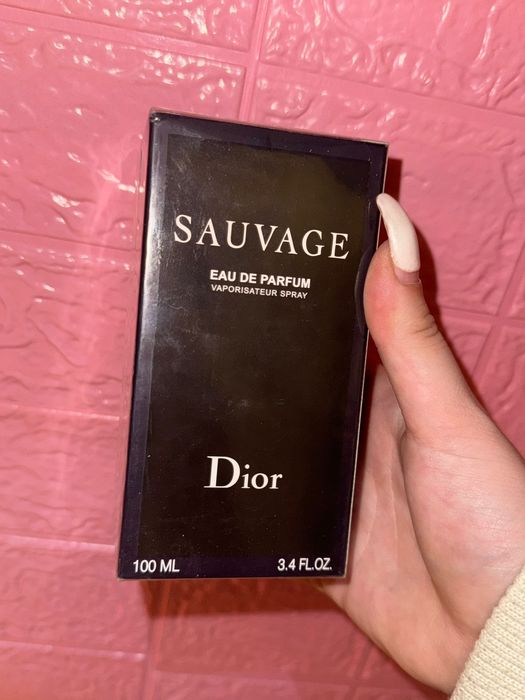 SAUVAGE
EAU DE PARFUM
VAPORISATEUR SPRAY
Dior
100 ML 3.4 FL.OZ.